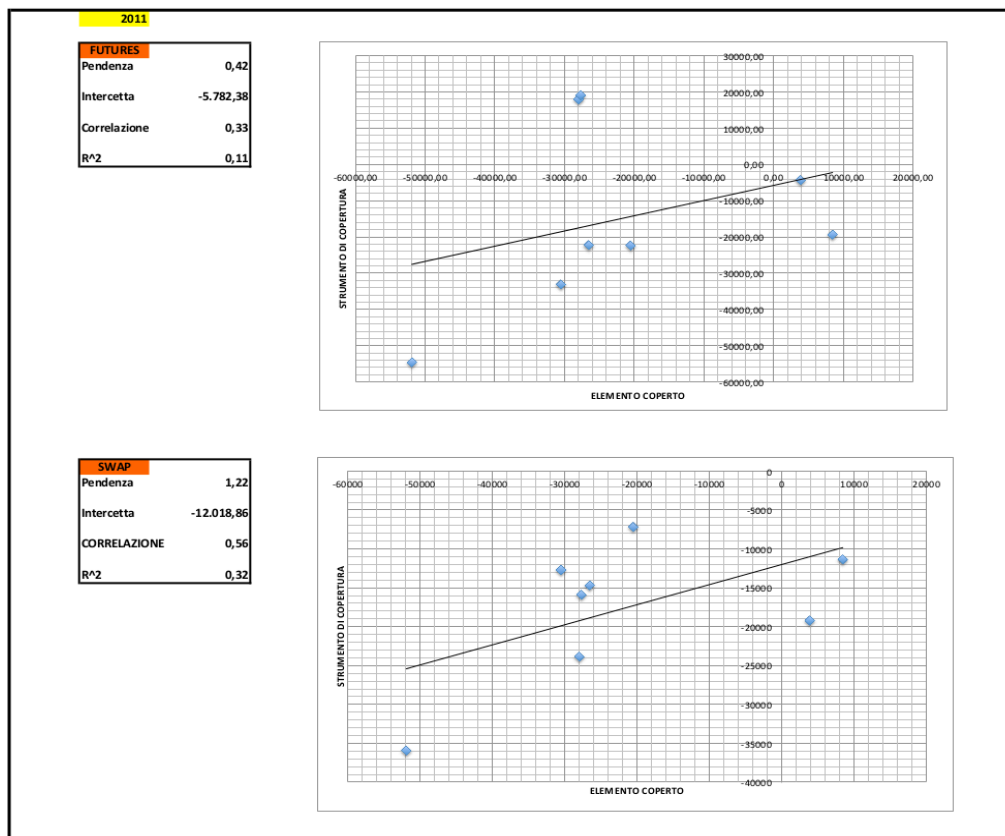 2011
FUTURES
Pendenza 0,42
Intercetta -5.782,38
Correlazione 0,33
R^2 0,11
30000,00
20000,00
10000,00
0,00
-60000,00 -50000,00 -40000,00 -30000,00 -20000,00 -10000,00 0,00 10000,00 20000,00
-10000,00
-20000,00
-30000,00
-40000,00
-50000,00
-60000,00
STRUMENTO DI COPERTURA
ELEMENTO COPERTO
SWAP
Pendenza 1,22
Intercetta -12.018,86
CORRELAZIONE 0,56
R^2 0,32
0
-60000 -50000 -40000 -30000 -20000 -10000 0 10000 20000
-5000
-10000
-15000
-20000
-25000
-30000
-35000
-40000
STRUMENTO DI COPERTURA
ELEMENTO COPERTO